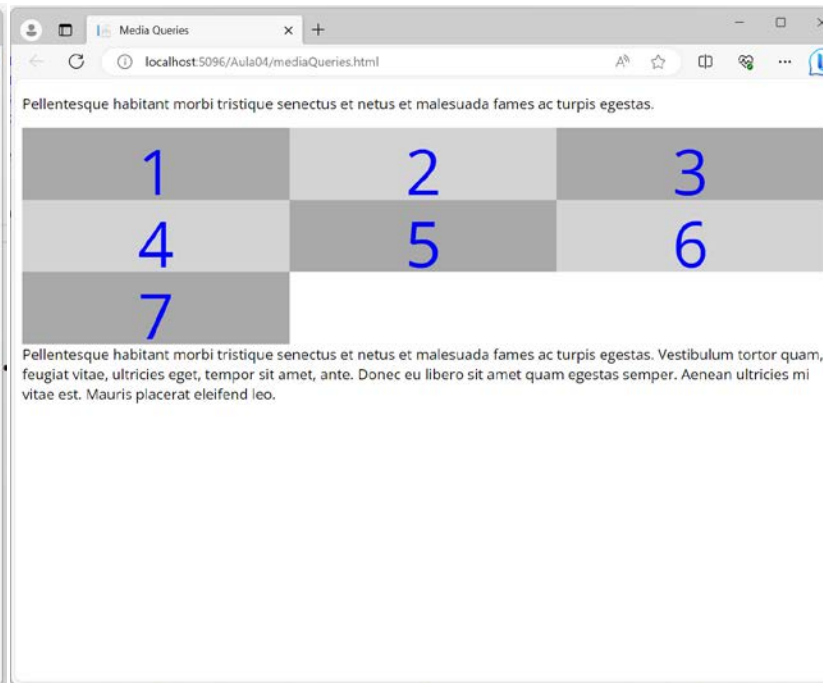 Media Queries
localhost:5096/Aula04/mediaQueries.html
Pellentesque habitant morbi tristique senectus et netus et malesuada fames ac turpis egestas.
1 2 3
4 5 6
7
Pellentesque habitant morbi tristique senectus et netus et malesuada fames ac turpis egestas. Vestibulum tortor quam,
feugiat vitae, ultricies eget, tempor sit amet, ante. Donec eu libero sit amet quam egestas semper. Aenean ultricies mi
vitae est. Mauris placerat eleifend leo.